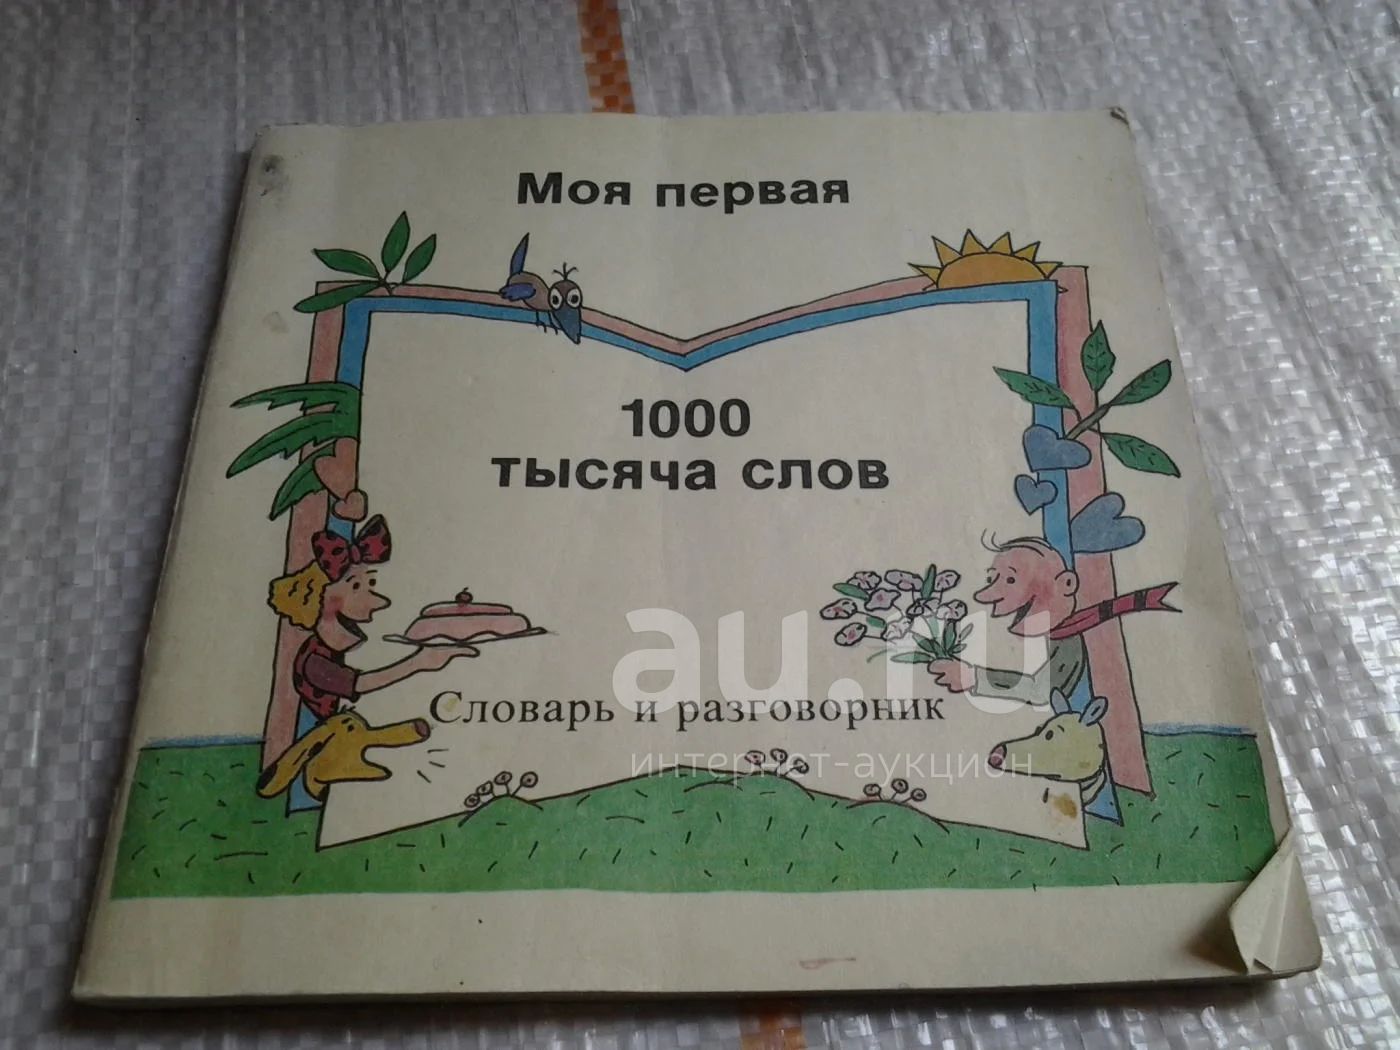 Моя первая
1000
тысяча слов
au.ru
Словарь и разговорник
интернет-аукцион